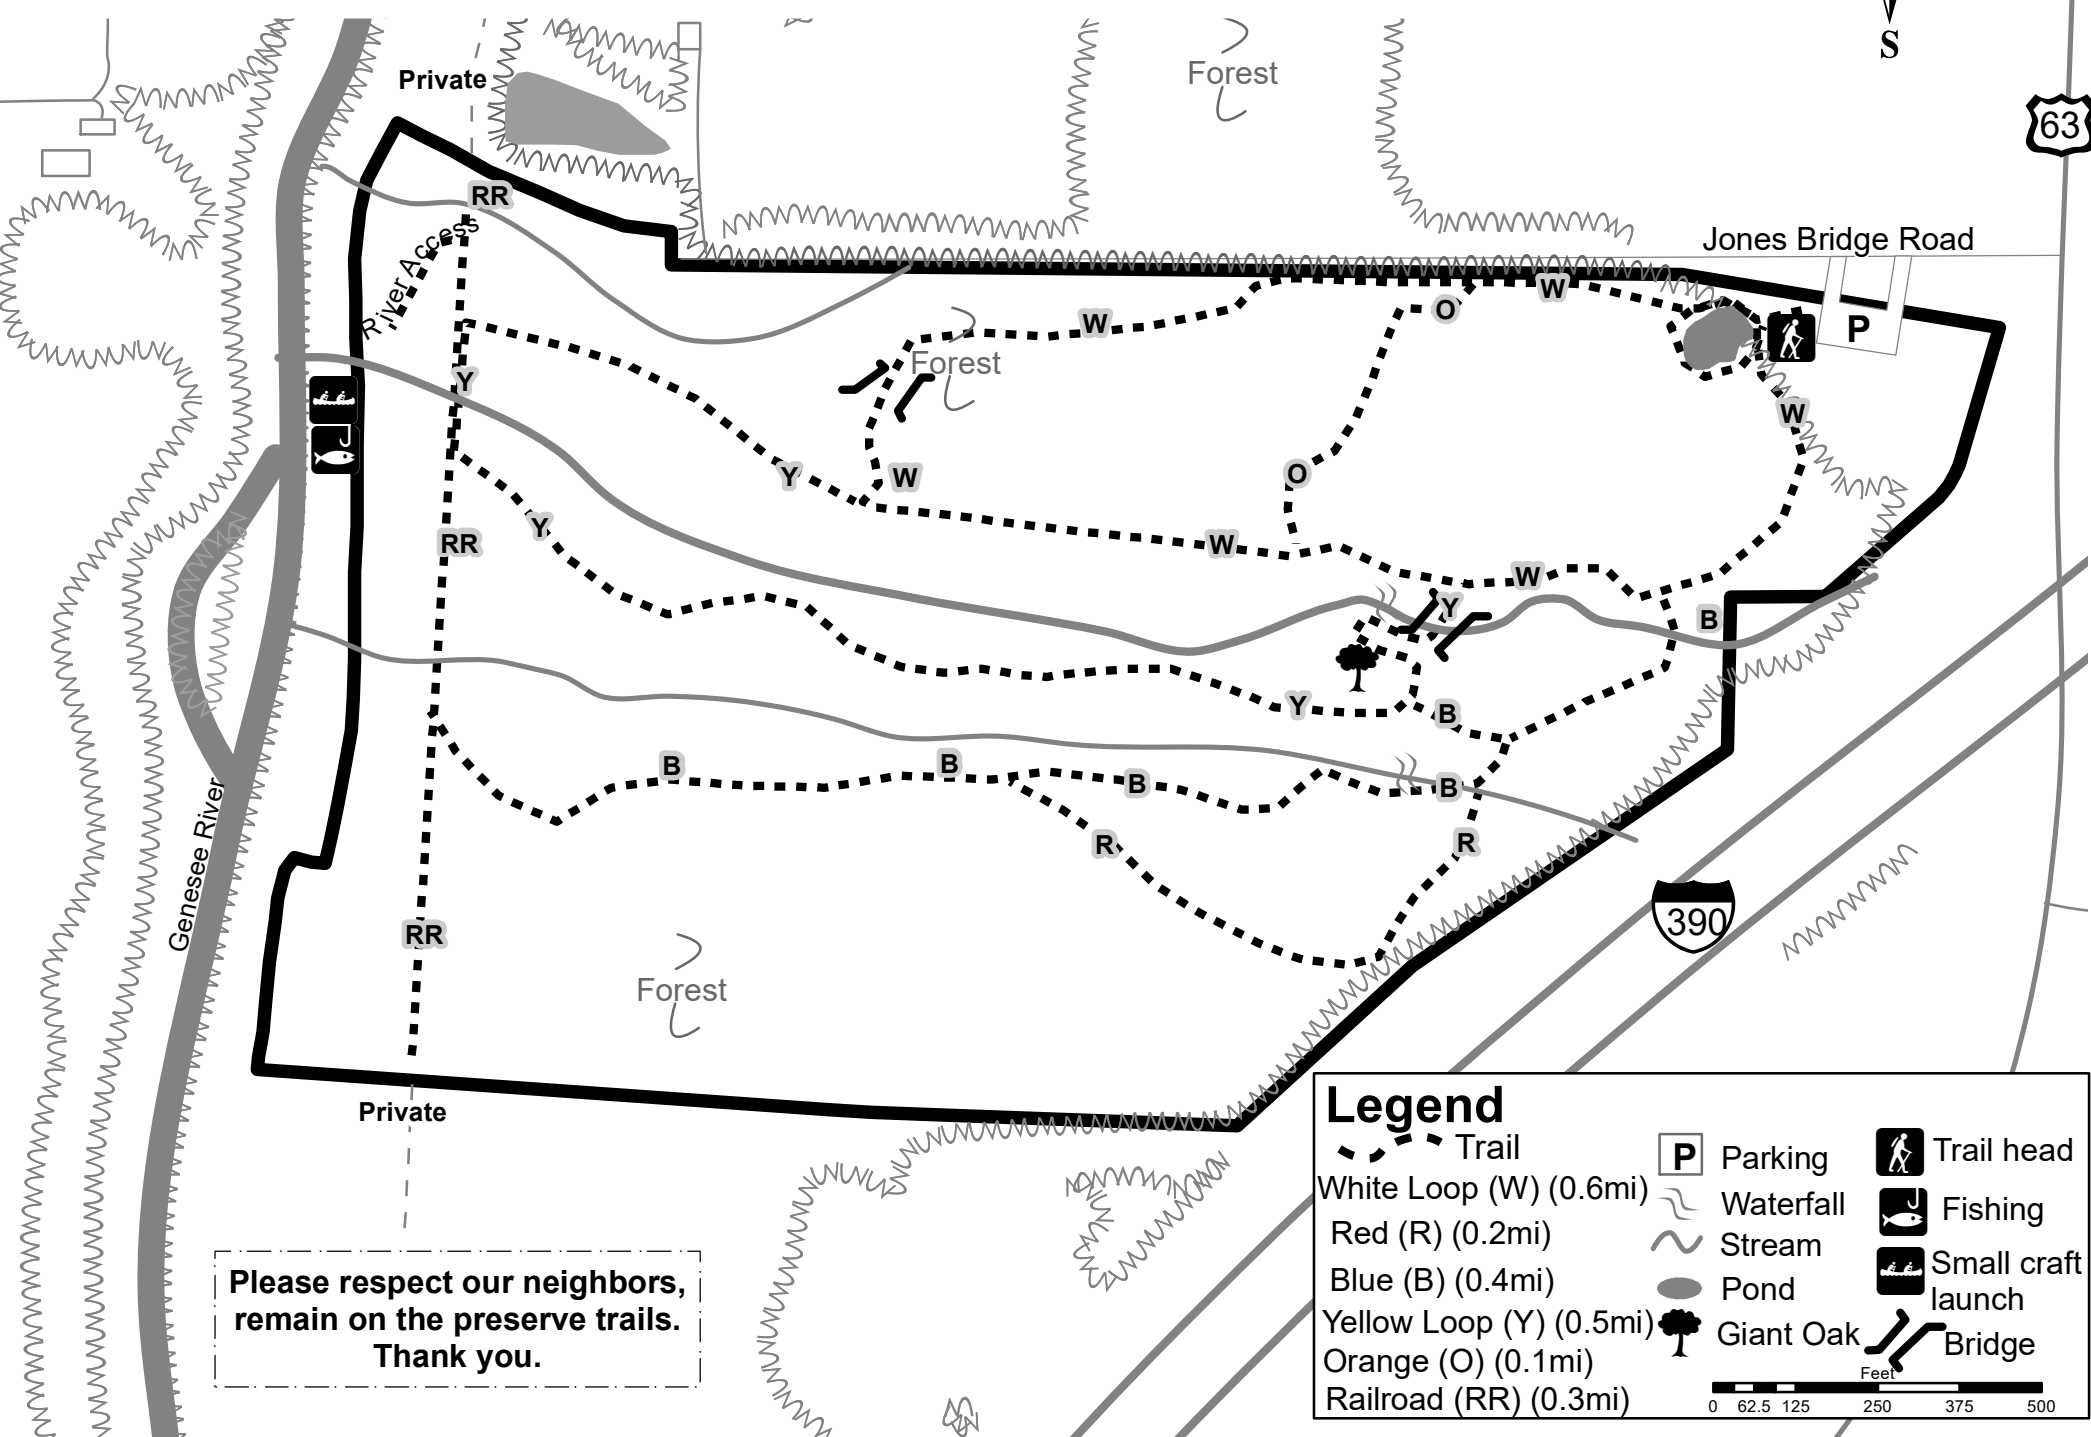 S
Forest
Private
63
RR
River Access
Jones Bridge Road
W
O
W
P
Y
Forest
W
Y
W
O
Y
RR
W
W
Y
B
Y
B
B
B
B
B
R
R
Genesee River
RR
390
Forest
Private
Please respect our neighbors,
remain on the preserve trails.
Thank you.
Legend
Trail
White Loop (W) (0.6mi)
Red (R) (0.2mi)
Blue (B) (0.4mi)
Yellow Loop (Y) (0.5mi)
Orange (O) (0.1mi)
Railroad (RR) (0.3mi)
P Parking
Waterfall
Stream
Pond
Giant Oak
Trail head
Fishing
Small craft
launch
Bridge
Feet
0 62.5 125 250 375 500